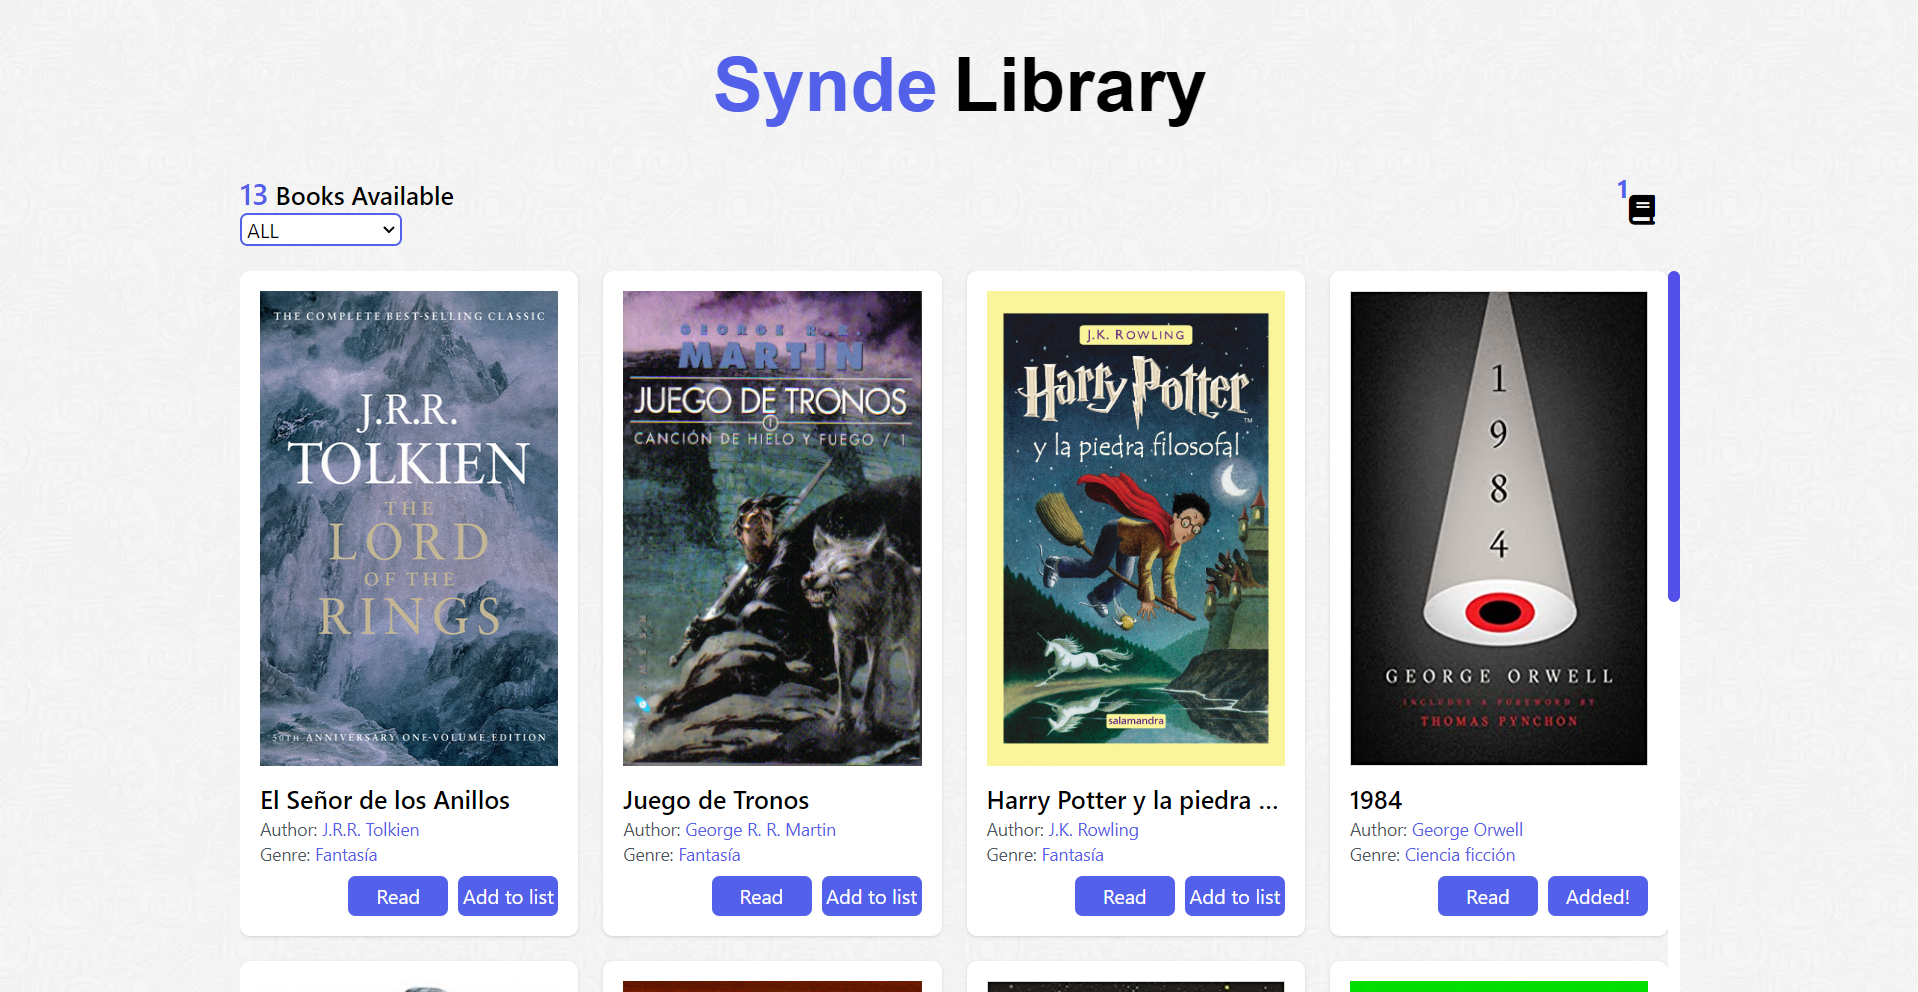 Synde Library
13 Books Available
1
ALL
THE COMPLETE BEST-SELLING CLASSIC
J.R.R.
TOLKIEN
THE
LORD
OF THE
RINGS
50TH ANNIVERSARY ONE-VOLUME EDITION
El Señor de los Anillos
Author: J.R.R. Tolkien
Genre: Fantasía
Read
Add to list
GEORGE R.R.
MARTIN
JUEGO DE TRONOS
1
CANCIÓN DE HIELO Y FUEGO / 1
Juego de Tronos
Author: George R. R. Martin
Genre: Fantasía
Read
Add to list
J.K. ROWLING
Harry Potter
TM
y la piedra filosofal
salamandra
Harry Potter y la piedra ...
Author: J.K. Rowling
Genre: Fantasía
Read
Add to list
1
9
8
4
GEORGE ORWELL
INCLUDES A FOREWORD BY
THOMAS PYNCHON
1984
Author: George Orwell
Genre: Ciencia ficción
Read
Added!